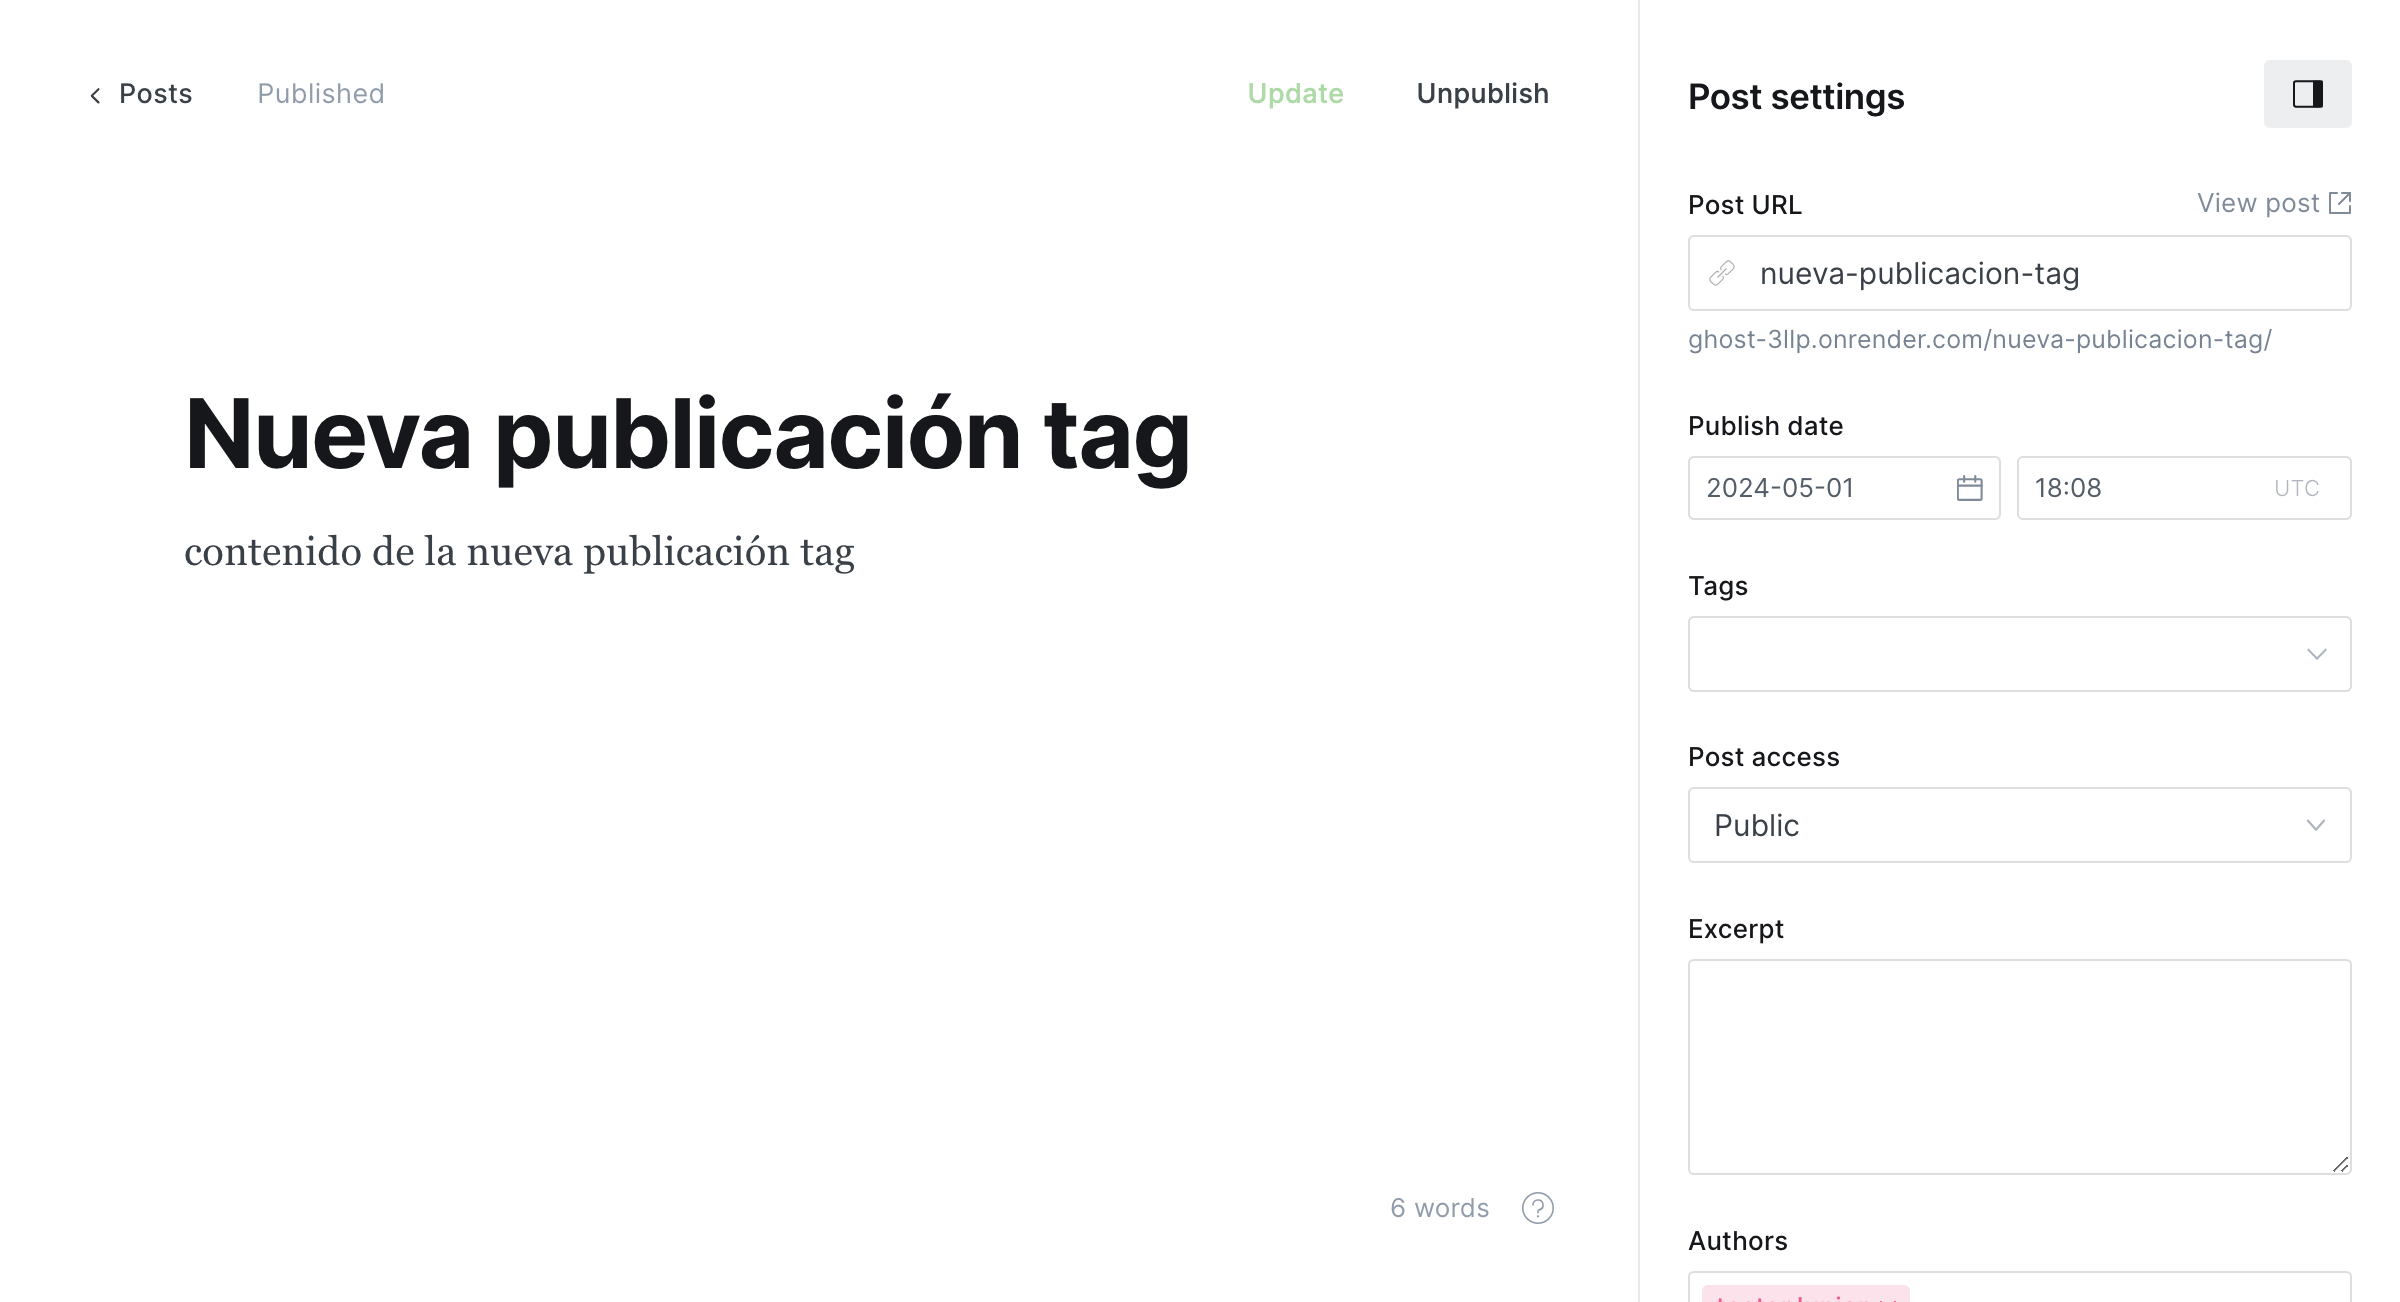 Posts
Published
Update
Unpublish
Nueva publicación tag
contenido de la nueva publicación tag
6 words
?
Post settings
Post URL
View post
nueva-publicacion-tag
ghost-3llp.onrender.com/nueva-publicacion-tag/
Publish date
2024-05-01
18:08
UTC
Tags
Post access
Public
Excerpt
Authors